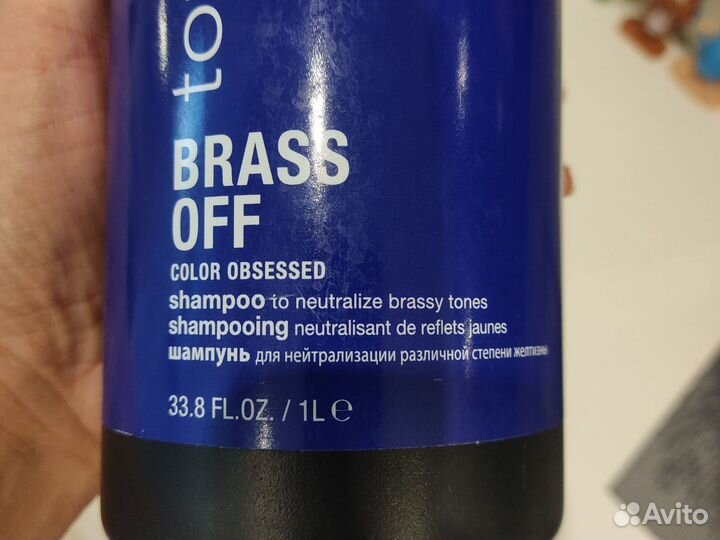 BRASS
OFF
COLOR OBSESSED
shampoo to neutralize brassy tones
shampooing neutralisant de reflets jaunes
шампунь для нейтрализации различной степени желтизны
33.8 FL.OZ. / 1L ℮
Avito